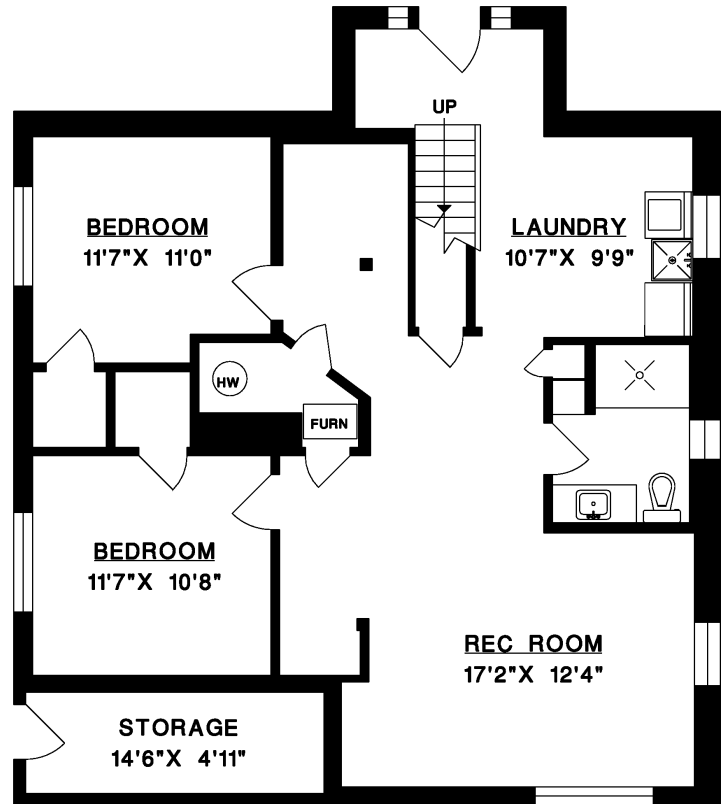 UP
BEDROOM
11'7"X 11'0"
LAUNDRY
10'7"X 9'9"
HW
FURN
BEDROOM
11'7"X 10'8"
REC ROOM
17'2"X 12'4"
STORAGE
14'6"X 4'11"